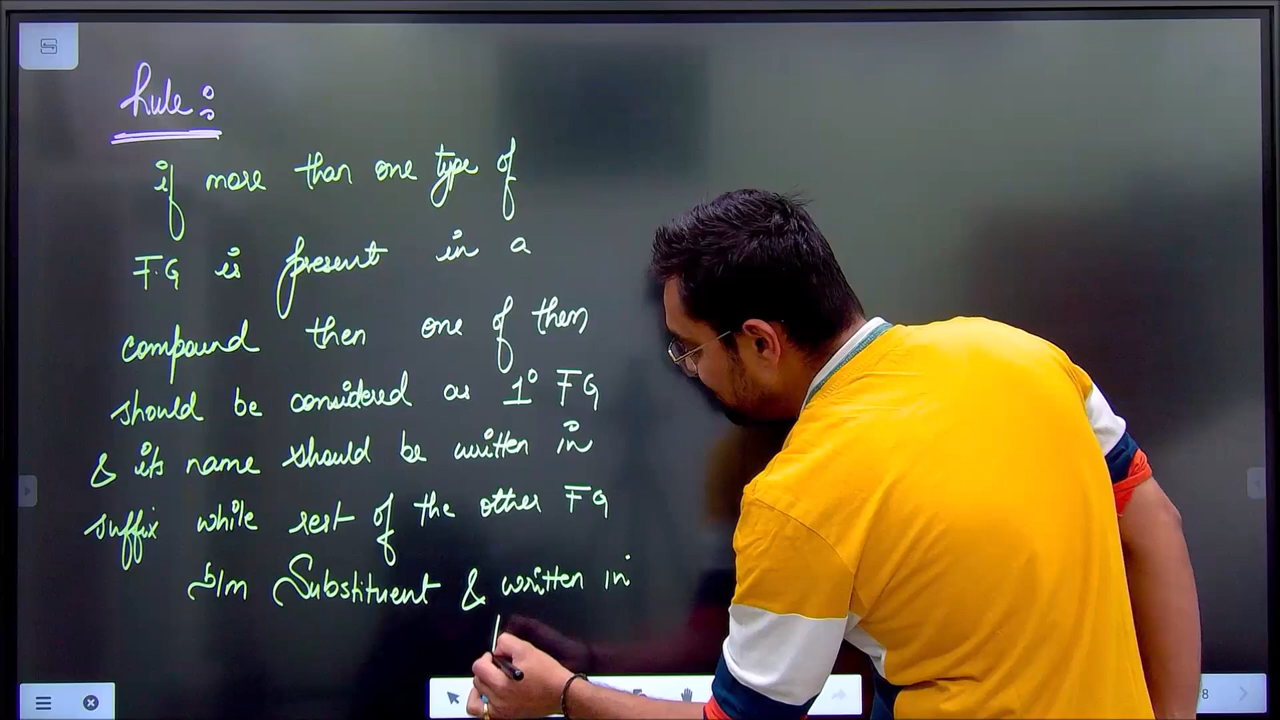 Rule:
if more than one type of
F.G is present in a
compound then one of them
should be considered as 1° FG
& its name should be written in
suffix while rest of the other FG
b/m Substituent & written in
8